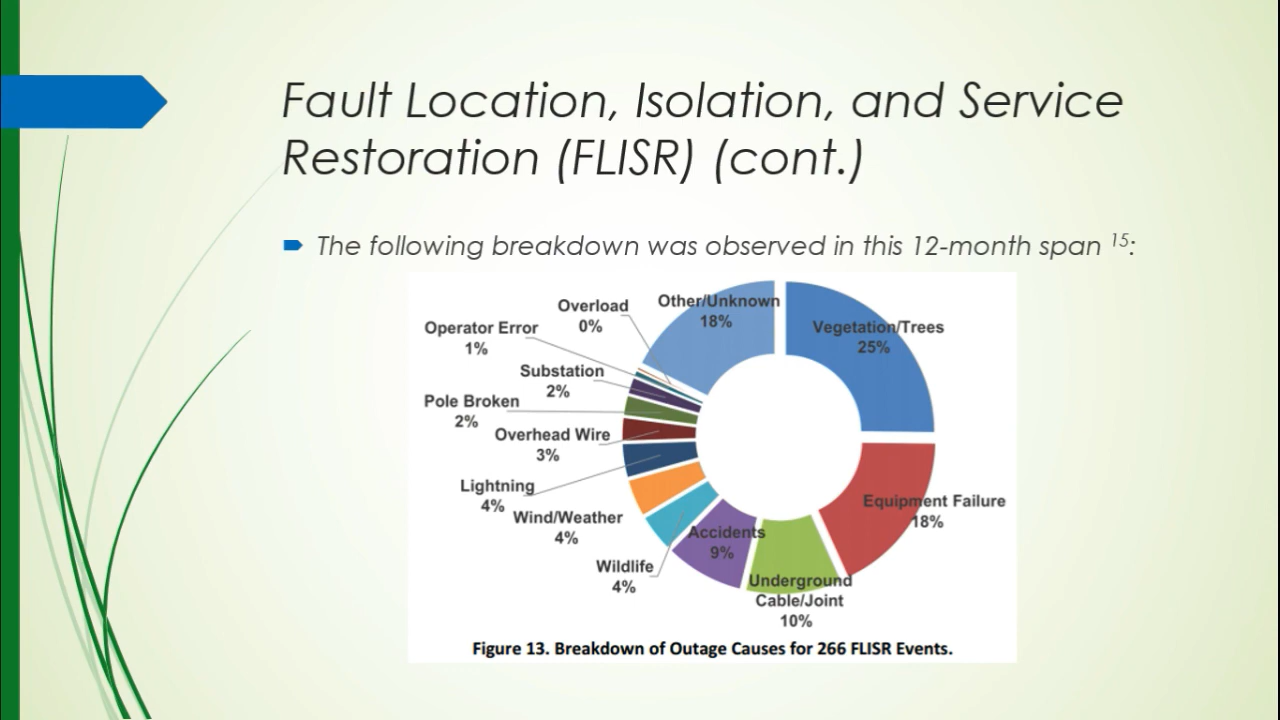 Fault Location, Isolation, and Service
Restoration (FLISR) (cont.)
The following breakdown was observed in this 12-month span 15:
Other/Unknown
18%
Overload
0%
Operator Error
1%
Substation
2%
Pole Broken
2%
Overhead Wire
3%
Lightning
4%
Wind/Weather
4%
Wildlife
4%
Accidents
9%
Underground
Cable/Joint
10%
Equipment Failure
18%
Vegetation/Trees
25%
Figure 13. Breakdown of Outage Causes for 266 FLISR Events.